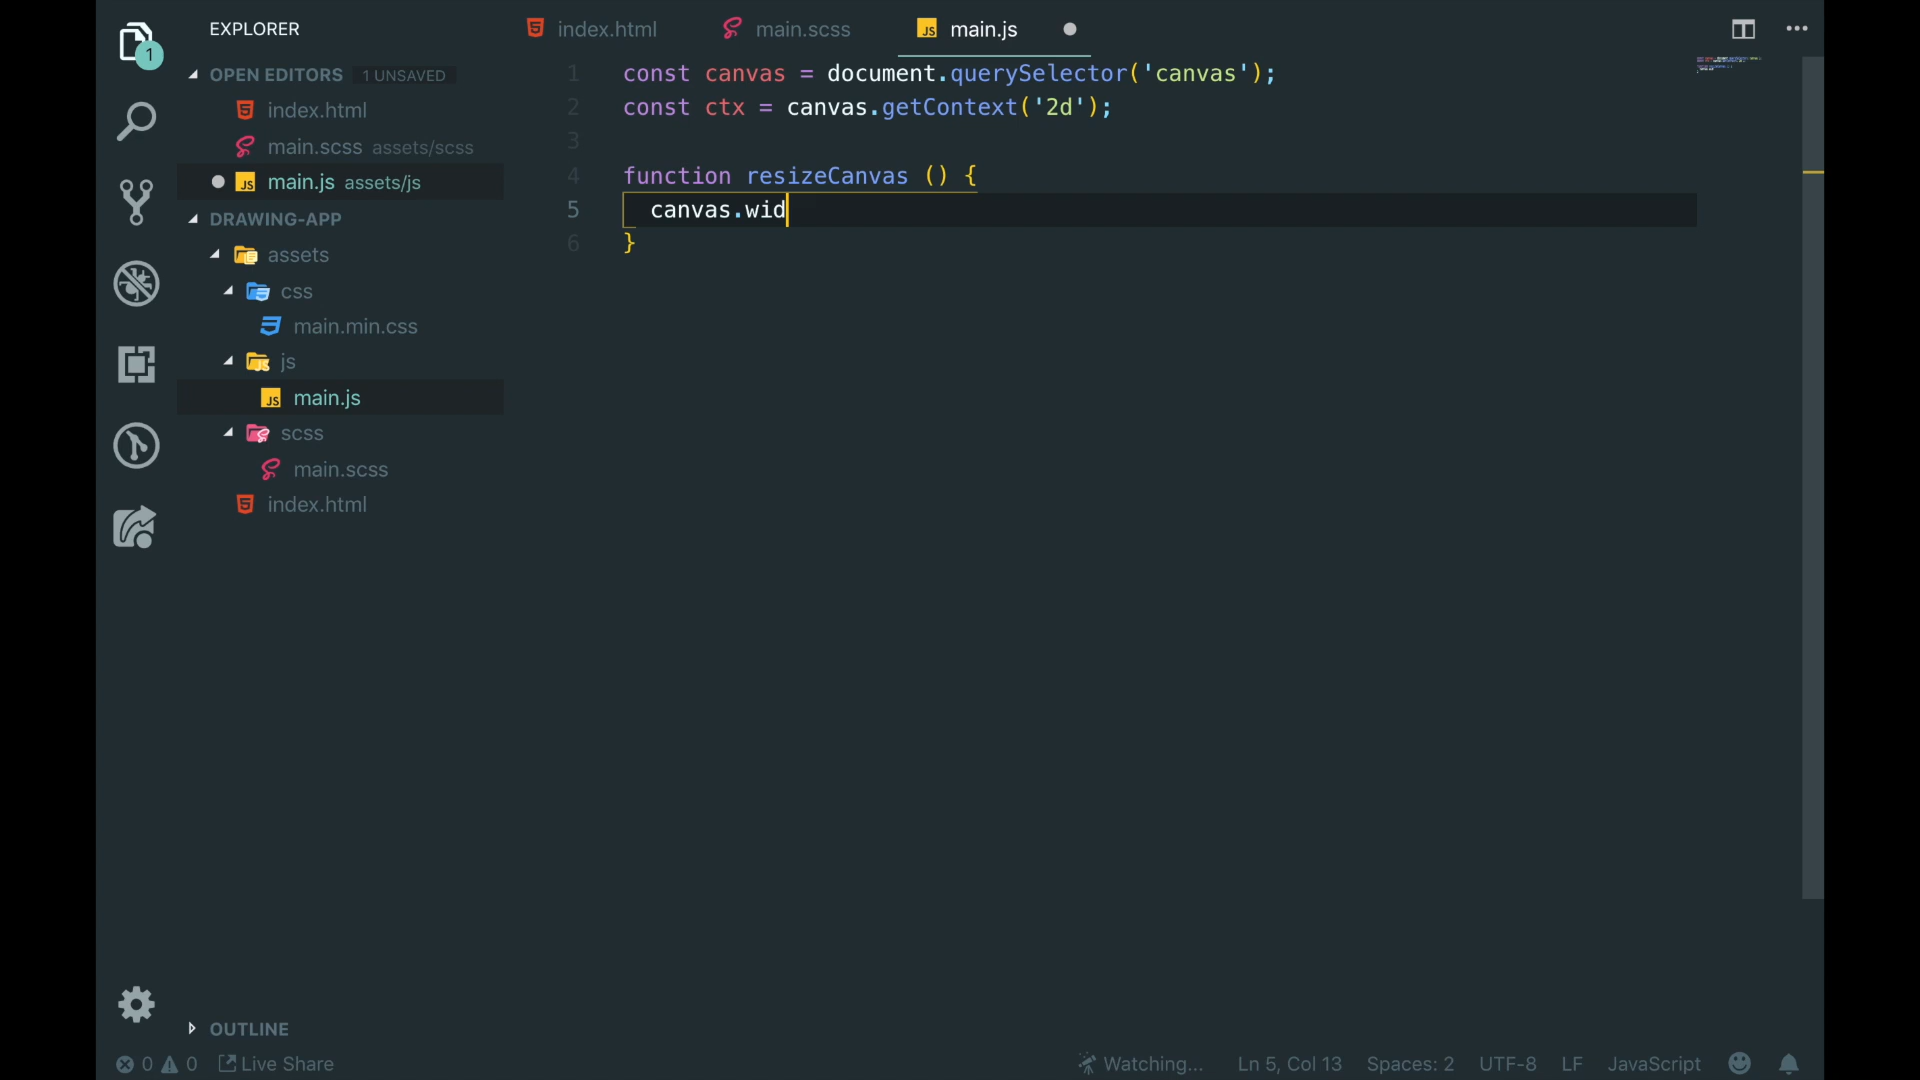 EXPLORER
OPEN EDITORS 1 UNSAVED
index.html
main.scss assets/scss
main.js assets/js
DRAWING-APP
assets
css
main.min.css
js
main.js
scss
main.scss
index.html
OUTLINE
index.html main.scss main.js
1 const canvas = document.querySelector('canvas');
2 const ctx = canvas.getContext('2d');
3
4 function resizeCanvas () {
5 canvas.wid
6 }
0 0 Live Share Watching... Ln 5, Col 13 Spaces: 2 UTF-8 LF JavaScript
1